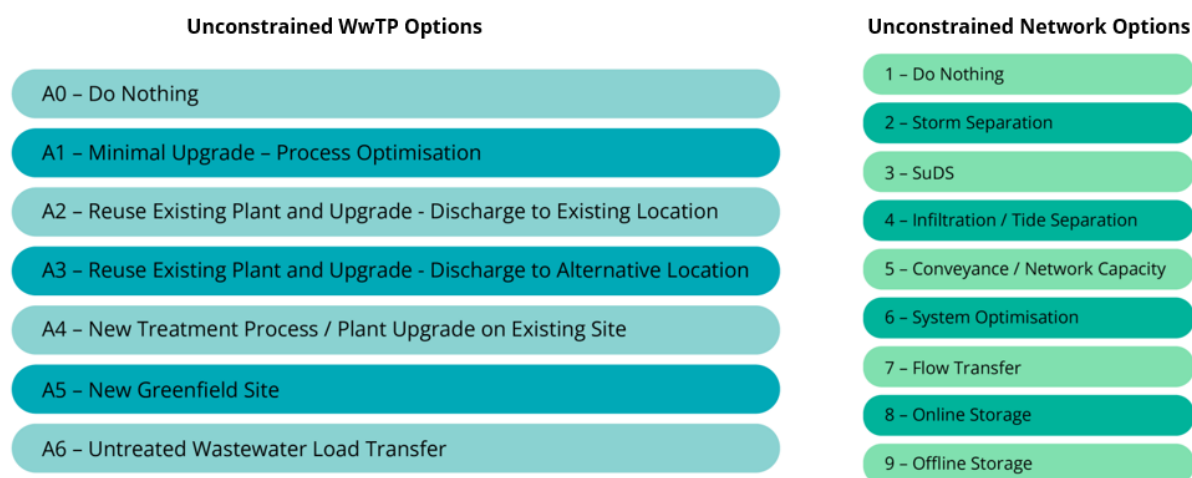 Unconstrained WwTP Options
A0 – Do Nothing
A1 – Minimal Upgrade – Process Optimisation
A2 – Reuse Existing Plant and Upgrade - Discharge to Existing Location
A3 – Reuse Existing Plant and Upgrade - Discharge to Alternative Location
A4 – New Treatment Process / Plant Upgrade on Existing Site
A5 – New Greenfield Site
A6 – Untreated Wastewater Load Transfer
Unconstrained Network Options
1 – Do Nothing
2 – Storm Separation
3 – SuDS
4 – Infiltration / Tide Separation
5 – Conveyance / Network Capacity
6 – System Optimisation
7 – Flow Transfer
8 – Online Storage
9 – Offline Storage